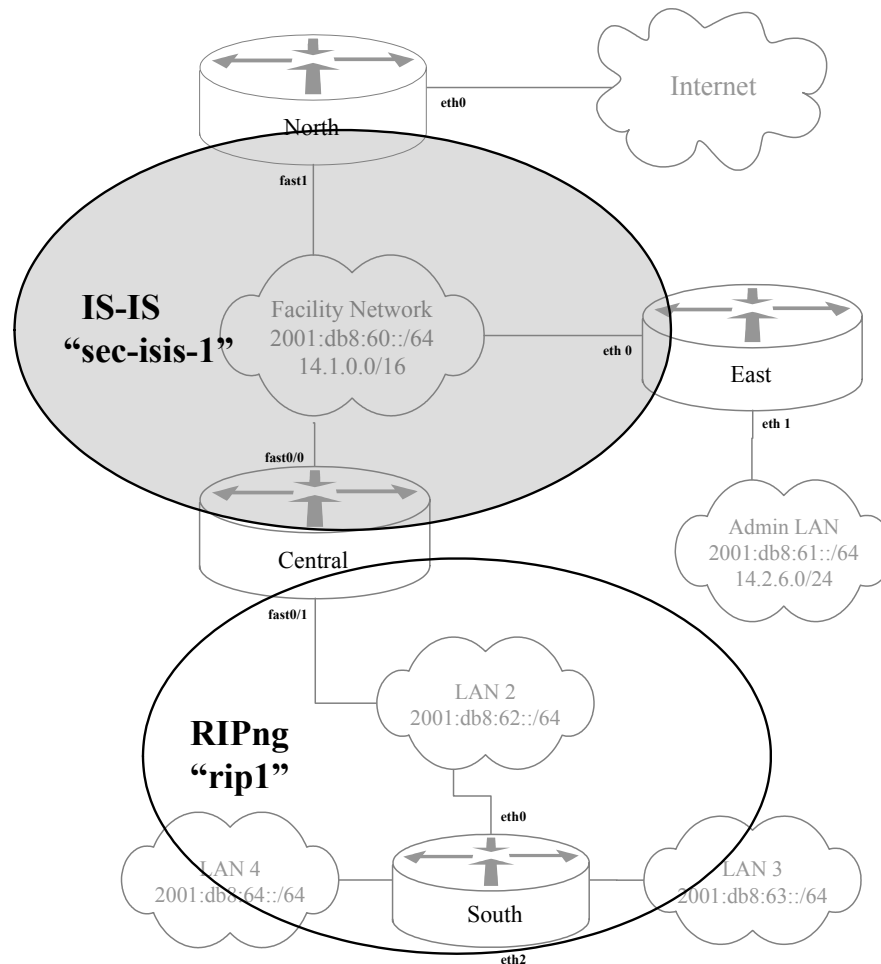 Internet
eth0
North
fast1
IS-IS
“sec-isis-1”
Facility Network
2001:db8:60::/64
14.1.0.0/16
eth 0
East
eth 1
fast0/0
Admin LAN
2001:db8:61::/64
14.2.6.0/24
Central
fast0/1
LAN 2
2001:db8:62::/64
RIPng
“rip1”
eth0
LAN 4
2001:db8:64::/64
LAN 3
2001:db8:63::/64
South
eth2